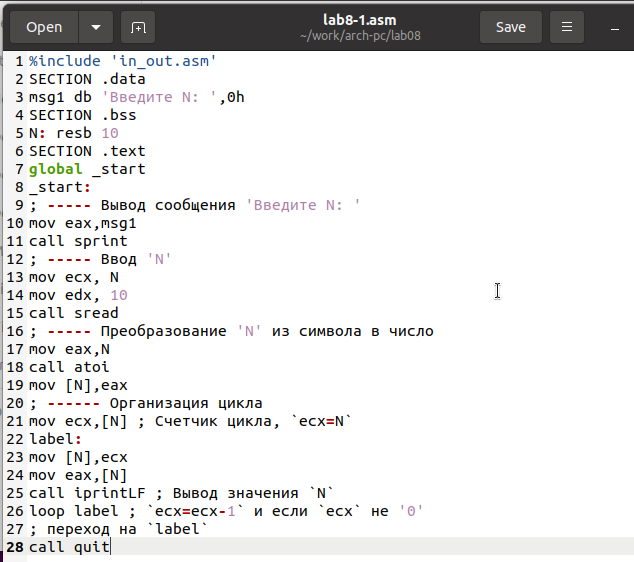 Open
lab8-1.asm
~/work/arch-pc/lab08
Save
1 %include 'in_out.asm'
2 SECTION .data
3 msg1 db 'Введите N: ',0h
4 SECTION .bss
5 N: resb 10
6 SECTION .text
7 global _start
8 _start:
9 ; ----- Вывод сообщения 'Введите N: '
10 mov eax,msg1
11 call sprint
12 ; ----- Ввод 'N'
13 mov ecx, N
14 mov edx, 10
15 call sread
16 ; ----- Преобразование 'N' из символа в число
17 mov eax,N
18 call atoi
19 mov [N],eax
20 ; ------ Организация цикла
21 mov ecx,[N] ; Счетчик цикла, `ecx=N`
22 label:
23 mov [N],ecx
24 mov eax,[N]
25 call iprintLF ; Вывод значения `N`
26 loop label ; `ecx=ecx-1` и если `ecx` не '0'
27 ; переход на `label`
28 call quit